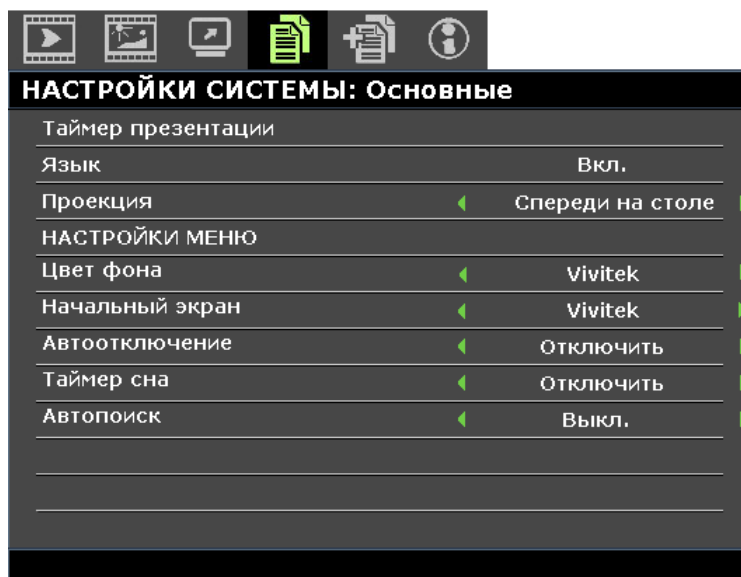 НАСТРОЙКИ СИСТЕМЫ: Основные
Таймер презентации
Язык Вкл.
Проекция Спереди на столе
НАСТРОЙКИ МЕНЮ
Цвет фона Vivitek
Начальный экран Vivitek
Автоотключение Отключить
Таймер сна Отключить
Автопоиск Выкл.